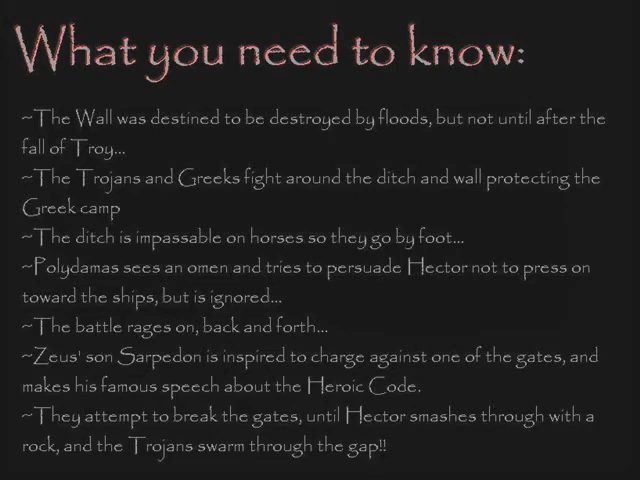 What you need to know:
~The Wall was destined to be destroyed by floods, but not until after the
fall of Troy...
~The Trojans and Greeks fight around the ditch and wall protecting the
Greek camp
~The ditch is impassable on horses so they go by foot...
~Polydamas sees an omen and tries to persuade Hector not to press on
toward the ships, but is ignored...
~The battle rages on, back and forth...
~Zeus' son Sarpedon is inspired to charge against one of the gates, and
makes his famous speech about the Heroic Code.
~They attempt to break the gates, until Hector smashes through with a
rock, and the Trojans swarm through the gap!!